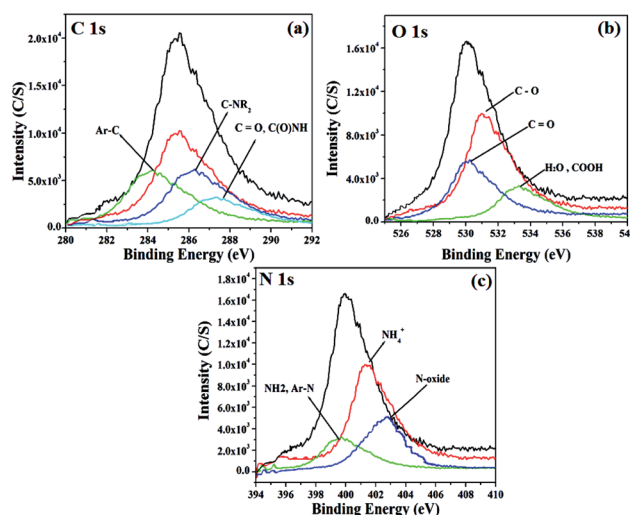 C 1s
(a)
Intensity (C/S)
2.0x10⁴
1.5x10⁴
1.0x10⁴
5.0x10³
0.0
Ar-C
C-NR₂
C = O, C(O)NH
280 282 284 286 288 290 292
Binding Energy (eV)
O 1s
(b)
Intensity (C/S)
1.6x10⁴
1.2x10⁴
8.0x10³
4.0x10³
0.0
C - O
C = O
H₂O , COOH
526 528 530 532 534 536 54
Binding Energy (eV)
N 1s
(c)
Intensity (C/S)
1.8x10⁴
1.6x10⁴
1.4x10⁴
1.2x10⁴
1.0x10⁴
8.0x10³
6.0x10³
4.0x10³
2.0x10³
0.0
NH2, Ar-N
NH₄⁺
N-oxide
394 396 398 400 402 404 406 408 410
Binding Energy (eV)